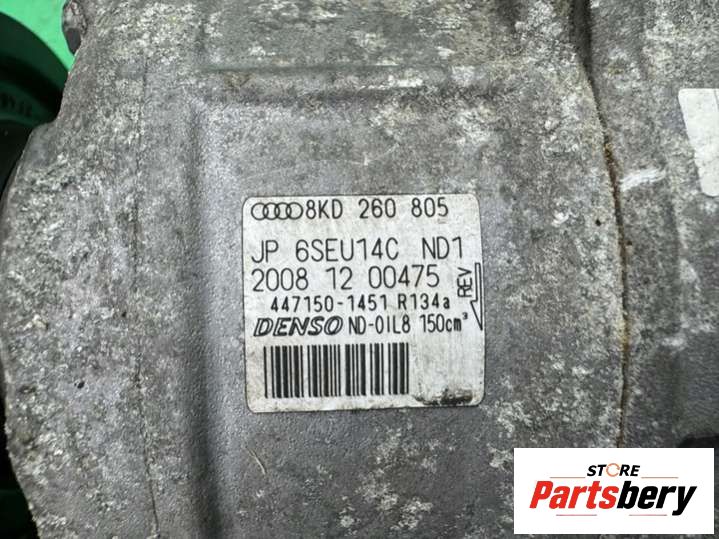 8KD 260 805
JP 6SEU14C ND1
2008 12 00475
REV
447150-1451 R134a
DENSO ND-OIL8 150cm³
STORE
Partsbery